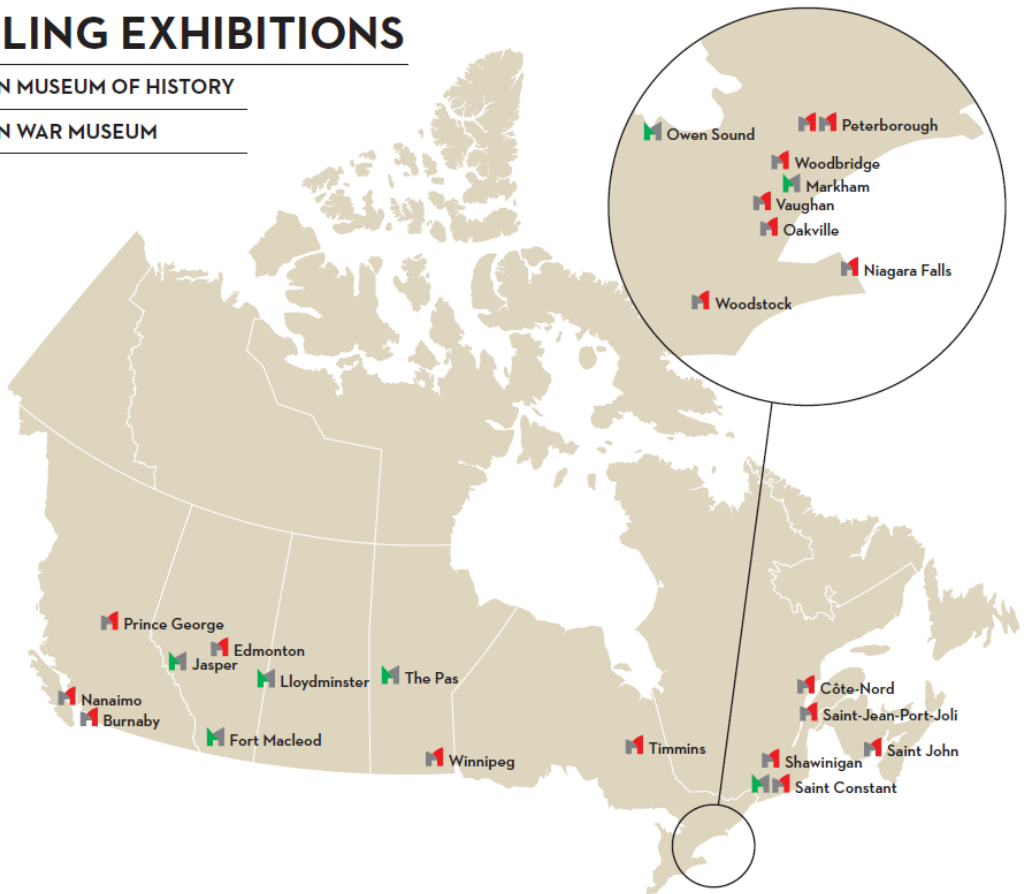 LING EXHIBITIONS
N MUSEUM OF HISTORY
N WAR MUSEUM
Owen Sound
Peterborough
Woodbridge
Markham
Vaughan
Oakville
Niagara Falls
Woodstock
Prince George
Edmonton
Jasper
Lloydminster
The Pas
Nanaimo
Burnaby
Fort Macleod
Winnipeg
Timmins
Côte-Nord
Saint-Jean-Port-Joli
Saint John
Shawinigan
Saint Constant